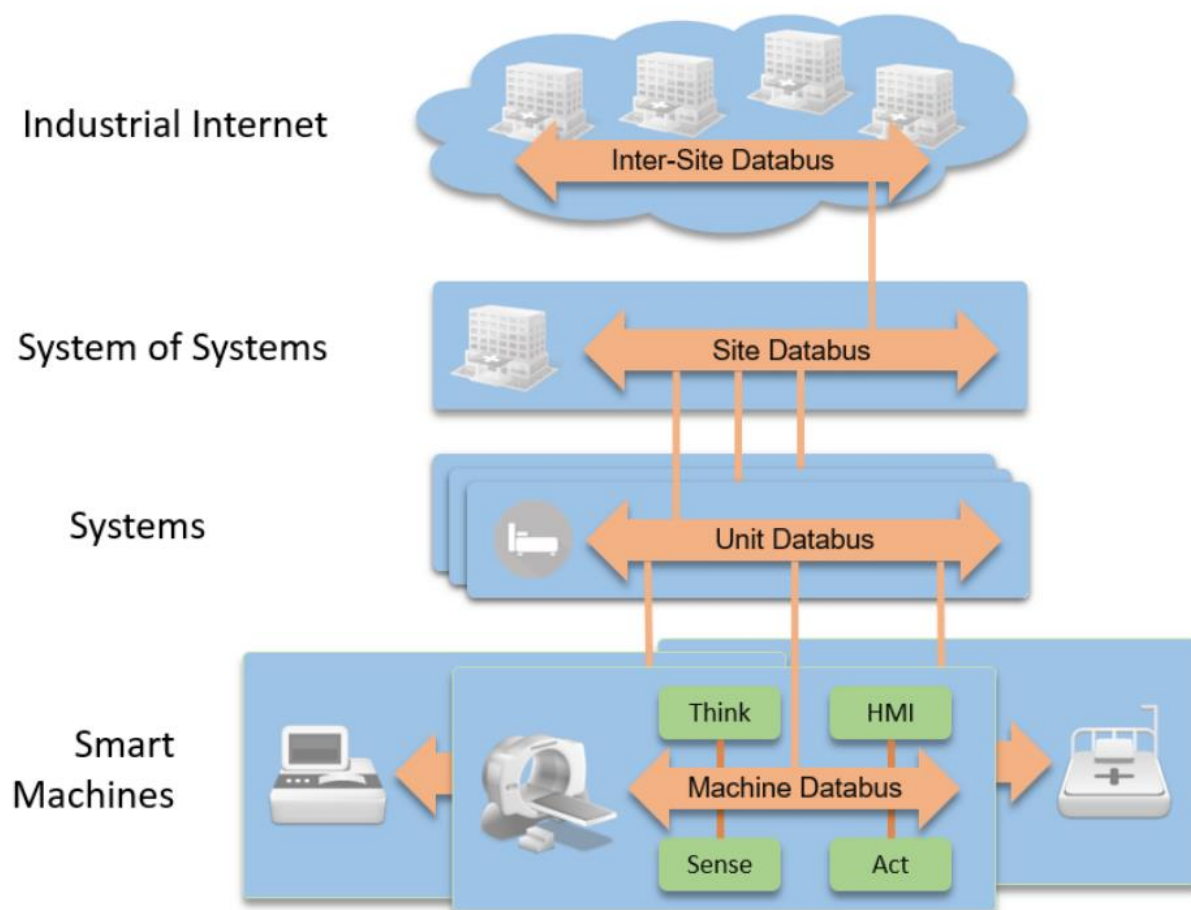 Industrial Internet
Inter-Site Databus
System of Systems
Site Databus
Systems
Unit Databus
Smart
Machines
Think
HMI
Machine Databus
Sense
Act